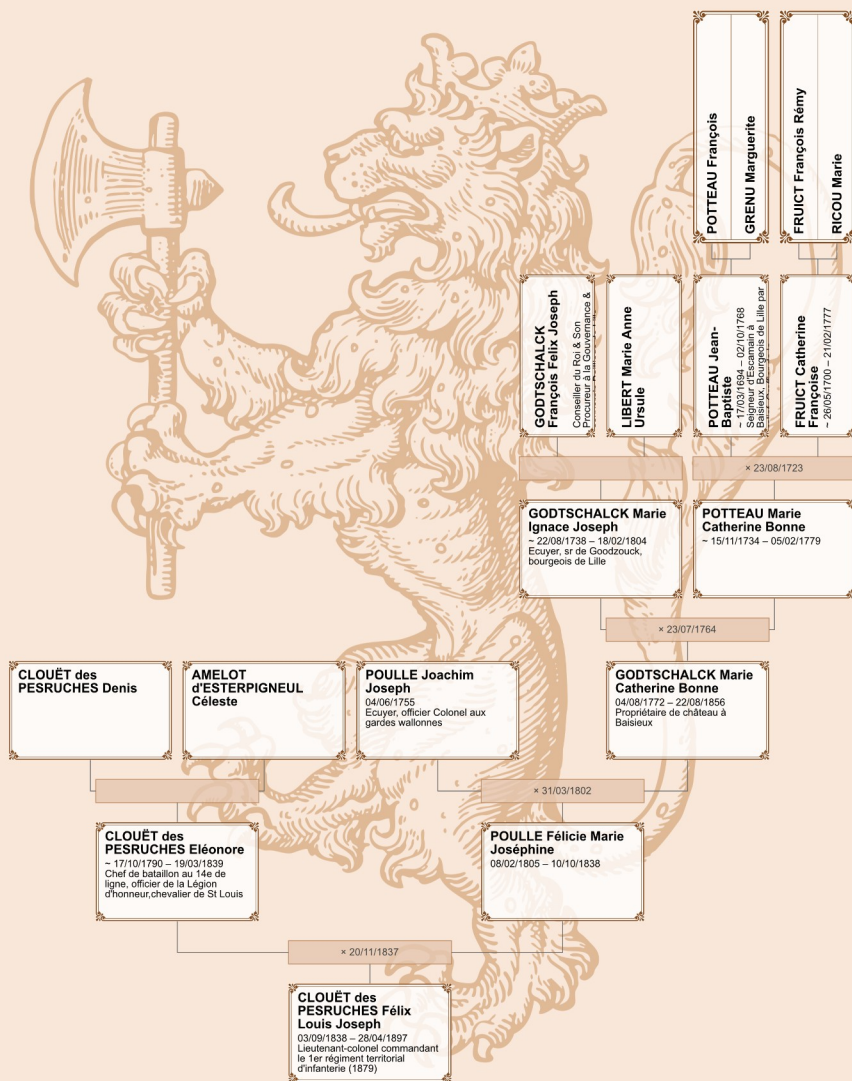 POTTEAU François
GRENU Marguerite
FRUICT François Rémy
RICOU Marie
GODTSCHALCK
François Felix Joseph
Conseiller du Roi & Son
Procureur à la Gouvernance &
LIBERT Marie Anne
Ursule
POTTEAU Jean-
Baptiste
~ 17/03/1694 – 02/10/1768
Seigneur d'Escamain à
Baisieux, Bourgeois de Lille par
FRUICT Catherine
Françoise
~ 26/05/1700 – 21/02/1777
× 23/08/1723
GODTSCHALCK Marie
Ignace Joseph
~ 22/08/1738 – 18/02/1804
Ecuyer, sr de Goodzouck,
bourgeois de Lille
POTTEAU Marie
Catherine Bonne
~ 15/11/1734 – 05/02/1779
× 23/07/1764
CLOUËT des
PESRUCHES Denis
AMELOT
d'ESTERPIGNEUL
Céleste
POULLE Joachim
Joseph
04/06/1755
Ecuyer, officier Colonel aux
gardes wallonnes
GODTSCHALCK Marie
Catherine Bonne
04/08/1772 – 22/08/1856
Propriétaire de château à
Baisieux
× 31/03/1802
CLOUËT des
PESRUCHES Eléonore
~ 17/10/1790 – 19/03/1839
Chef de bataillon au 14e de
ligne, officier de la Légion
d'honneur,chevalier de St Louis
POULLE Félicie Marie
Joséphine
08/02/1805 – 10/10/1838
× 20/11/1837
CLOUËT des
PESRUCHES Félix
Louis Joseph
03/09/1838 – 28/04/1897
Lieutenant-colonel commandant
le 1er régiment territorial
d'infanterie (1879)